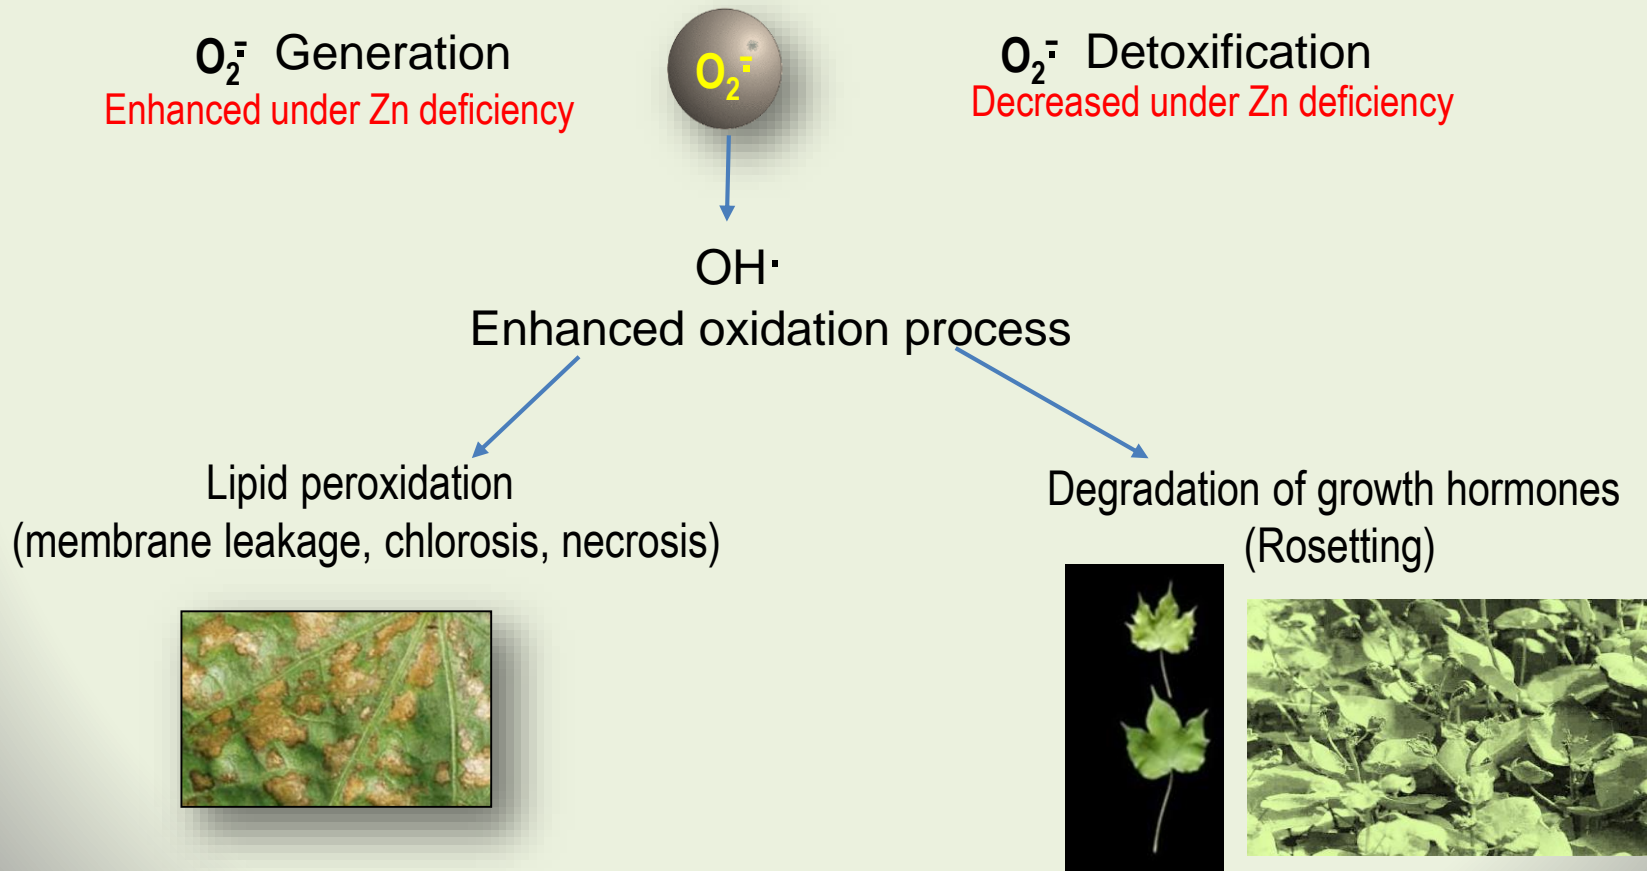 O₂∸ Generation
Enhanced under Zn deficiency
O₂∸
O₂∸ Detoxification
Decreased under Zn deficiency
OH·
Enhanced oxidation process
Lipid peroxidation
(membrane leakage, chlorosis, necrosis)
Degradation of growth hormones
(Rosetting)